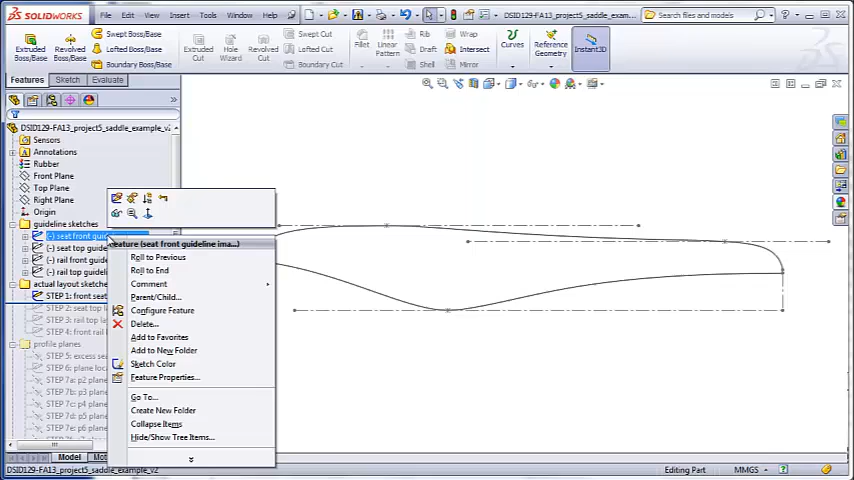 SOLIDWORKS File Edit View Insert Tools Window Help DSID129-FA13_project5_saddle_exam... Search files and models
Extruded Boss/Base
Revolved Boss/Base
Swept Boss/Base
Lofted Boss/Base
Boundary Boss/Base
Extruded Cut
Hole Wizard
Revolved Cut
Swept Cut
Lofted Cut
Boundary Cut
Fillet
Linear Pattern
Rib
Draft
Shell
Wrap
Intersect
Mirror
Curves
Reference Geometry
Instant3D
Features Sketch Evaluate
DSID129-FA13_project5_saddle_example_v2
Sensors
Annotations
Rubber
Front Plane
Top Plane
Right Plane
Origin
guideline sketches
(-) seat front guid
(-) seat top guide
(-) rail front guide
(-) rail top guideli
actual layout sketche
STEP 1: front seat
STEP 2: seat top l
STEP 3: rail top la
STEP 4: front rail l
profile planes
STEP 5: excess sea
STEP 6: plane loca
STEP 7a: p2 plane
STEP 7b: p3 plane
STEP 7c: p4 plane
STEP 7d: p5 plane
STEP 7e: p6 plane
Feature (seat front guideline ima...)
Roll to Previous
Roll to End
Comment
Parent/Child...
Configure Feature
Delete...
Add to Favorites
Add to New Folder
Sketch Color
Feature Properties...
Go To...
Create New Folder
Collapse Items
Hide/Show Tree Items...
Model Mot
DSID129-FA13_project5_saddle_example_v2 Editing Part MMGS